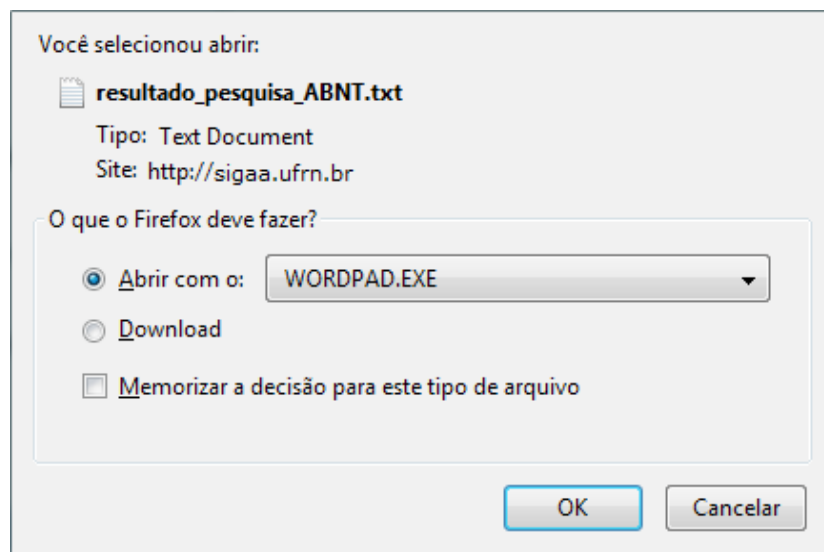 Você selecionou abrir:
resultado_pesquisa_ABNT.txt
Tipo: Text Document
Site: http://sigaa.ufrn.br
O que o Firefox deve fazer?
Abrir com o: WORDPAD.EXE
Download
Memorizar a decisão para este tipo de arquivo
OK Cancelar